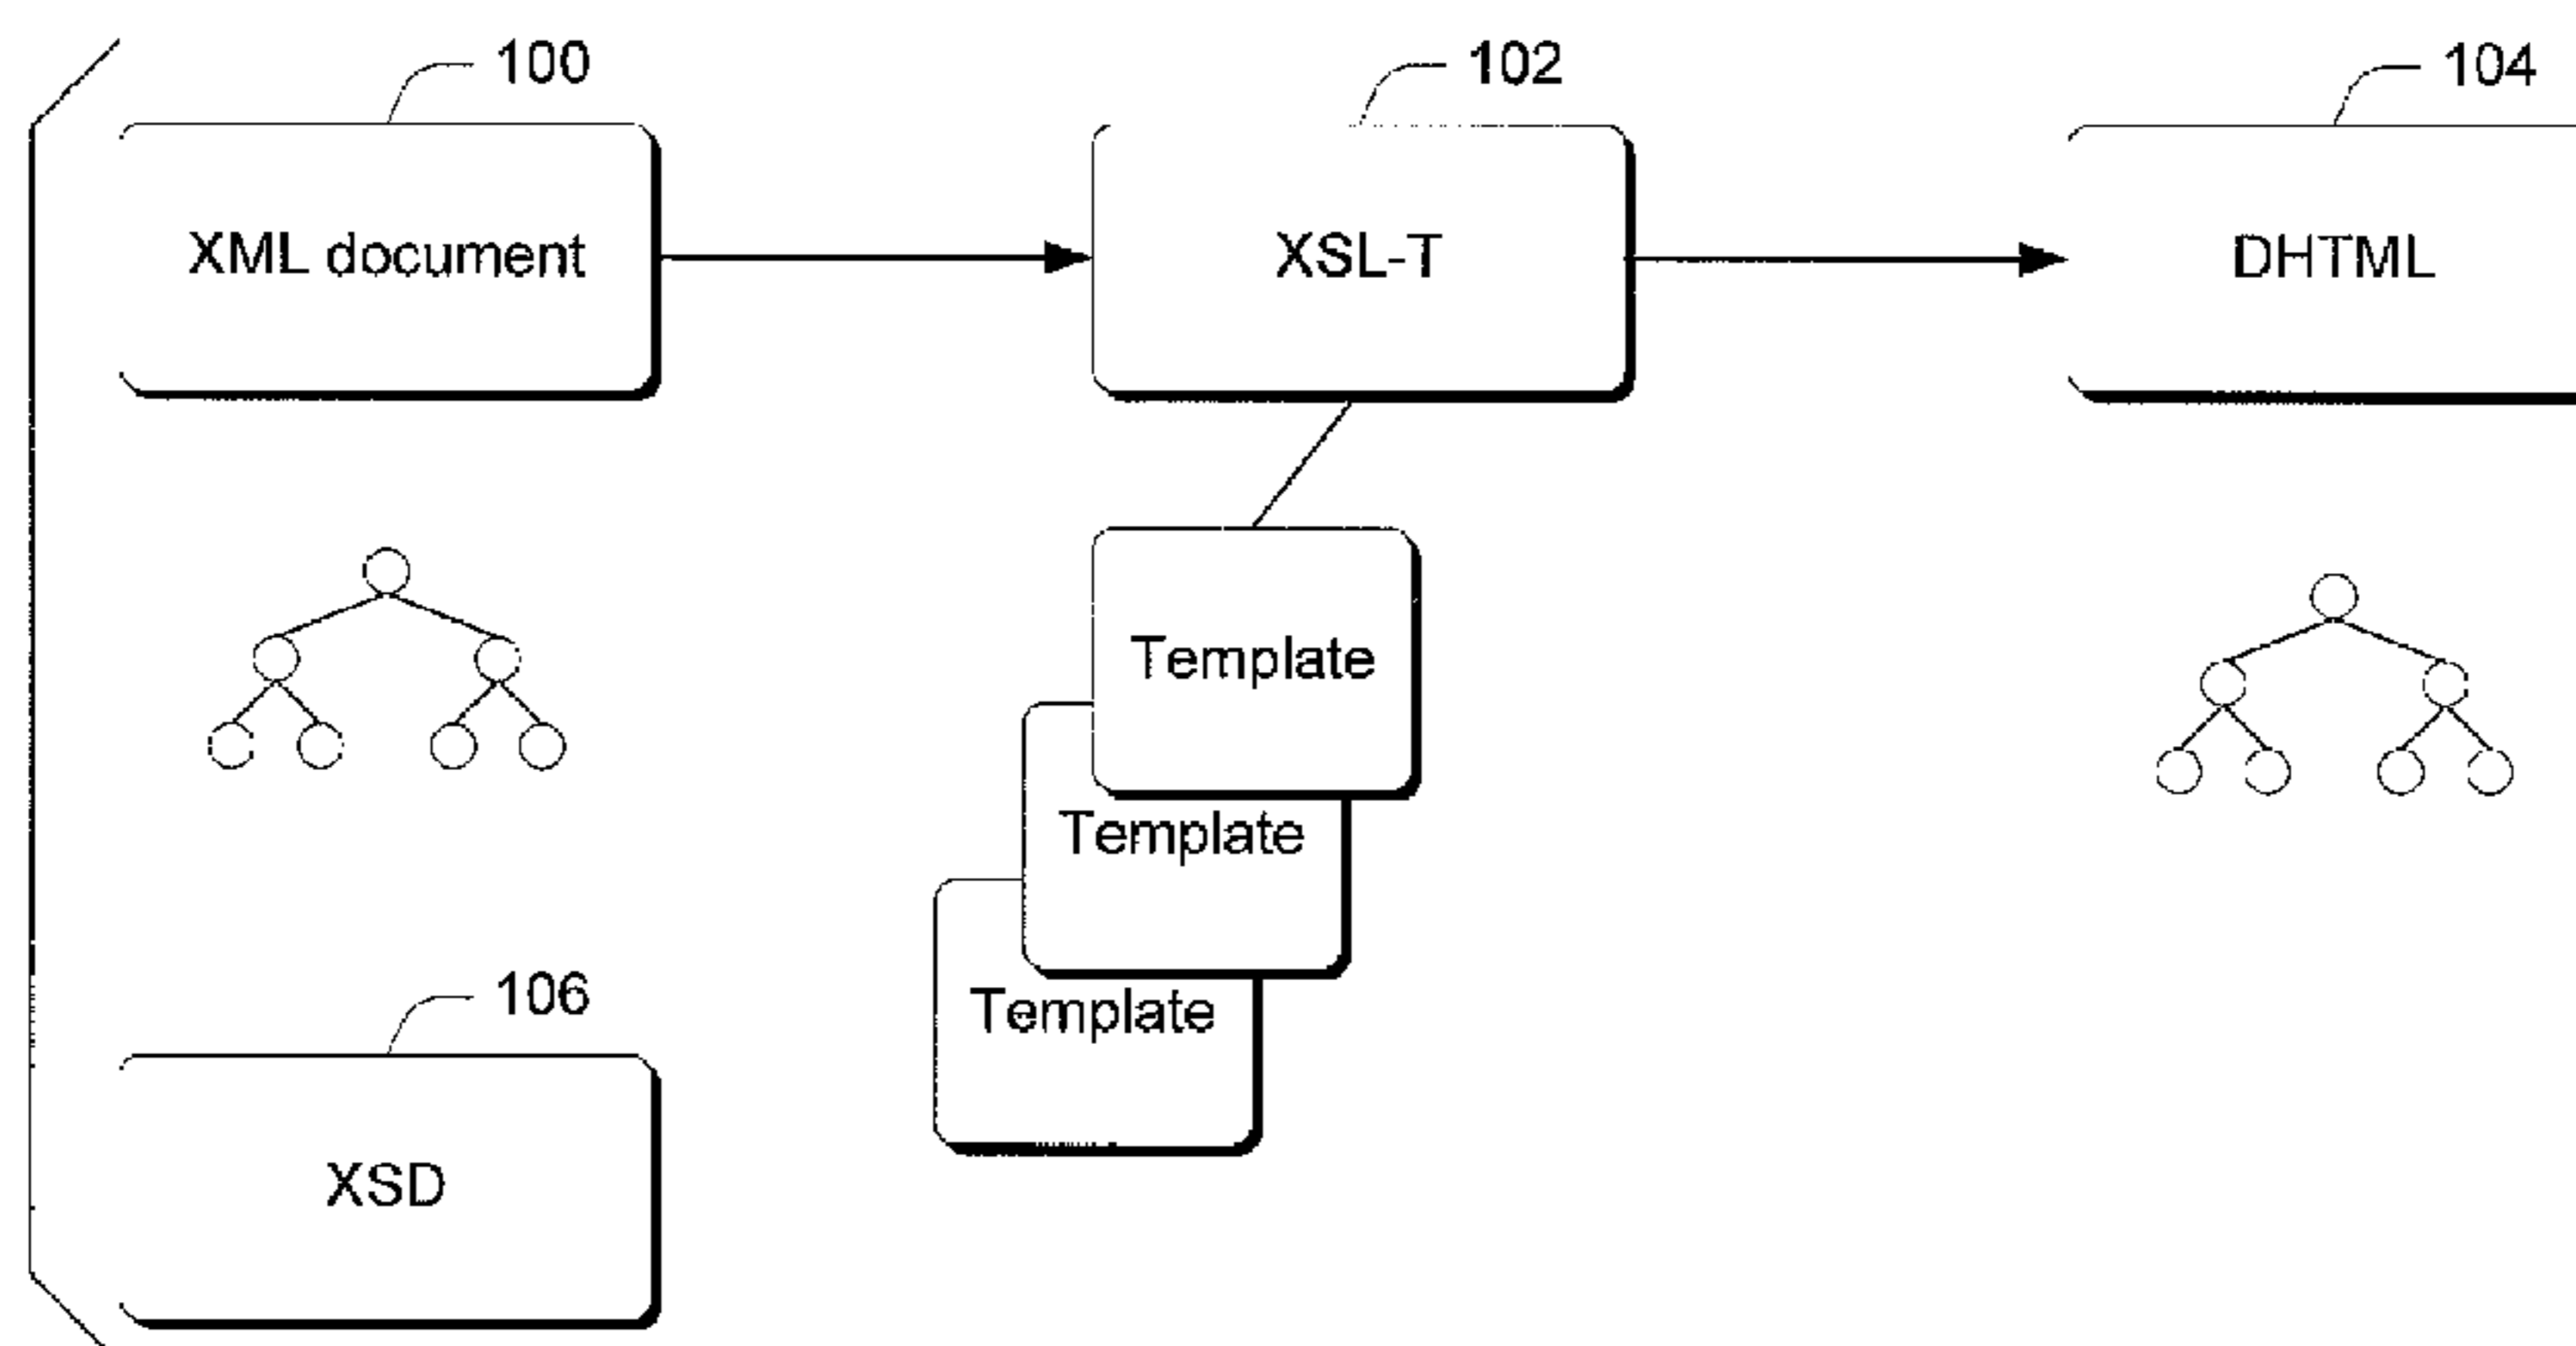 100
102
104
XML document
XSL-T
DHTML
Template
Template
106
Template
XSD